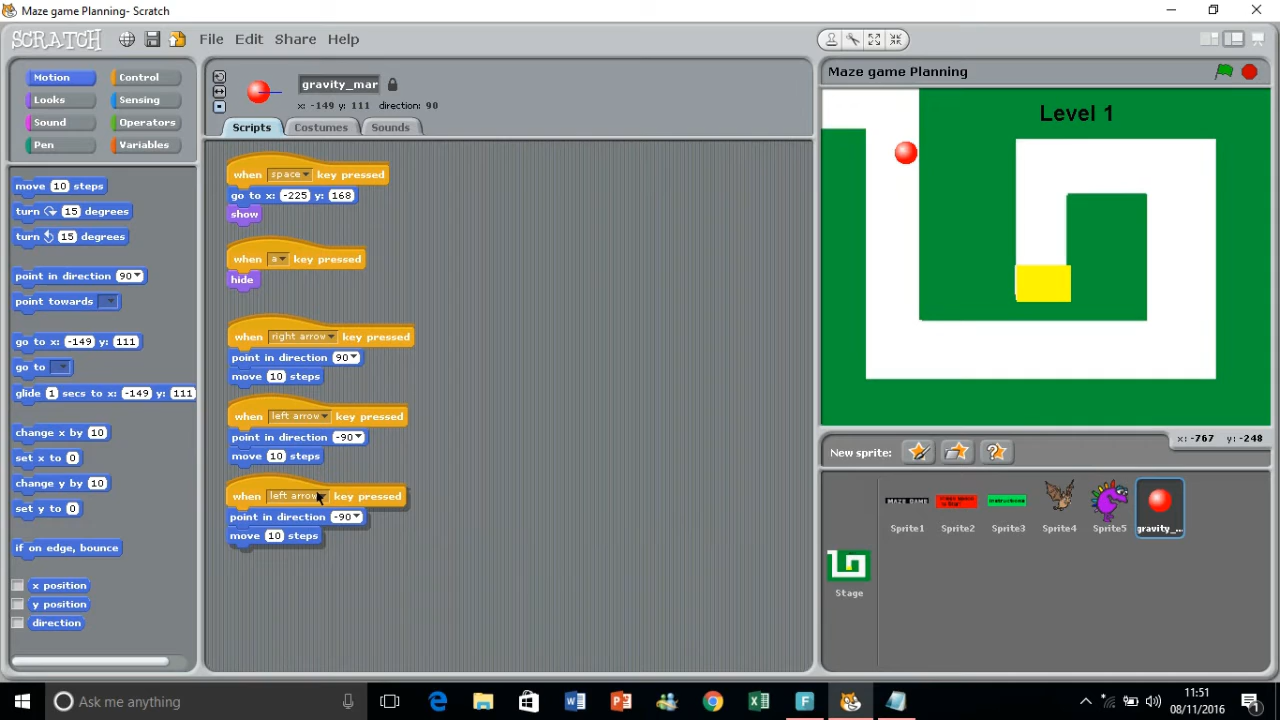 Maze game Planning- Scratch
SCRATCH File Edit Share Help
Motion Control
Looks Sensing
Sound Operators
Pen Variables
move 10 steps
turn 15 degrees
turn 15 degrees
point in direction 90
point towards
go to x: -149 y: 111
go to
glide 1 secs to x: -149 y: 111
change x by 10
set x to 0
change y by 10
set y to 0
if on edge, bounce
x position
y position
direction
gravity_mar
x: -149 y: 111 direction: 90
Scripts Costumes Sounds
when space key pressed
go to x: -225 y: 168
show
when a key pressed
hide
when right arrow key pressed
point in direction 90
move 10 steps
when left arrow key pressed
point in direction -90
move 10 steps
when left arrow key pressed
point in direction -90
move 10 steps
Maze game Planning
Level 1
x: -767 y: -248
New sprite:
MAZE GAME
Instructions
Sprite1 Sprite2 Sprite3 Sprite4 Sprite5 gravity_...
Stage
Ask me anything
11:51
08/11/2016